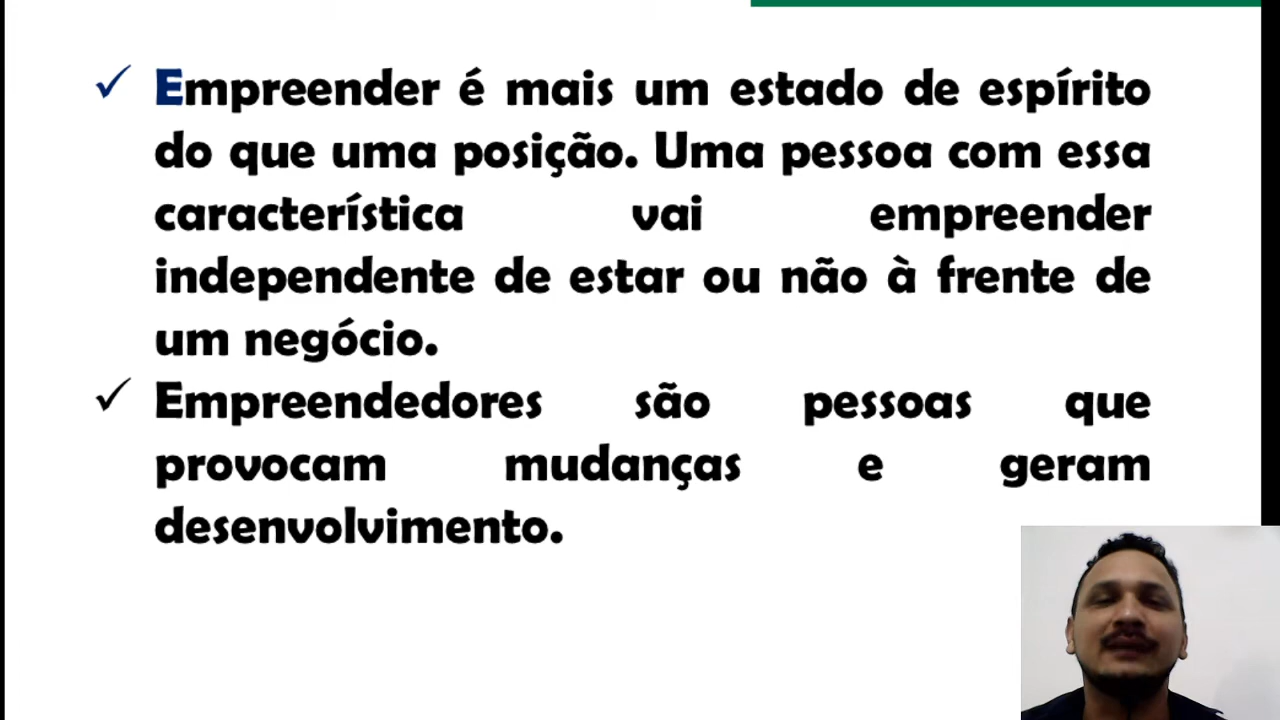 Empreender é mais um estado de espírito
do que uma posição. Uma pessoa com essa
característica vai empreender
independente de estar ou não à frente de
um negócio.
Empreendedores são pessoas que
provocam mudanças e geram
desenvolvimento.